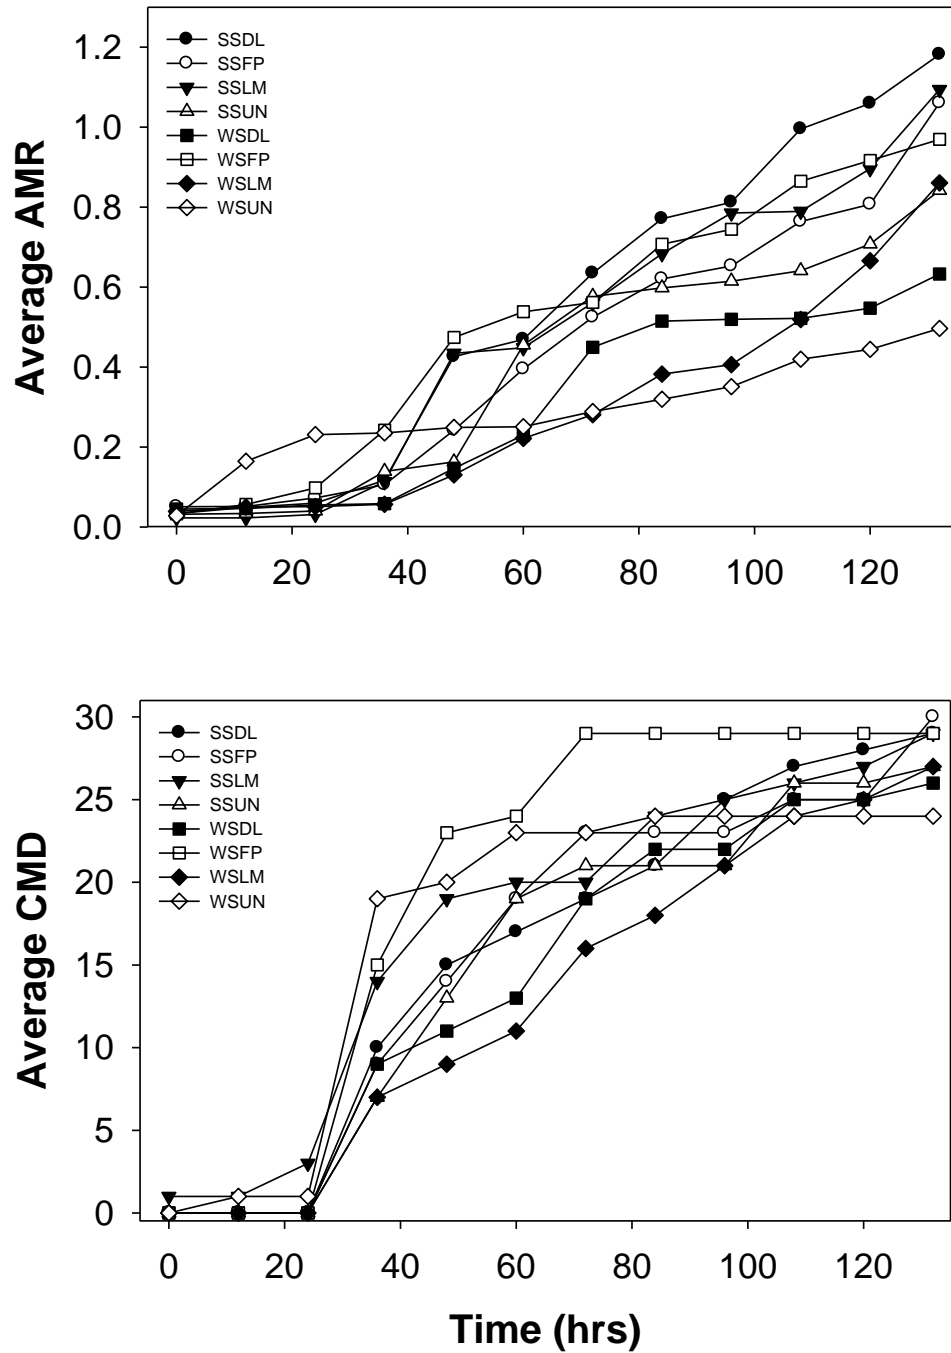 1.2
1.0
0.8
0.6
0.4
0.2
0.0
Average AMR
SSDL
SSFP
SSLM
SSUN
WSDL
WSFP
WSLM
WSUN
0 20 40 60 80 100 120
30
25
20
15
10
5
0
Average CMD
SSDL
SSFP
SSLM
SSUN
WSDL
WSFP
WSLM
WSUN
0 20 40 60 80 100 120
Time (hrs)